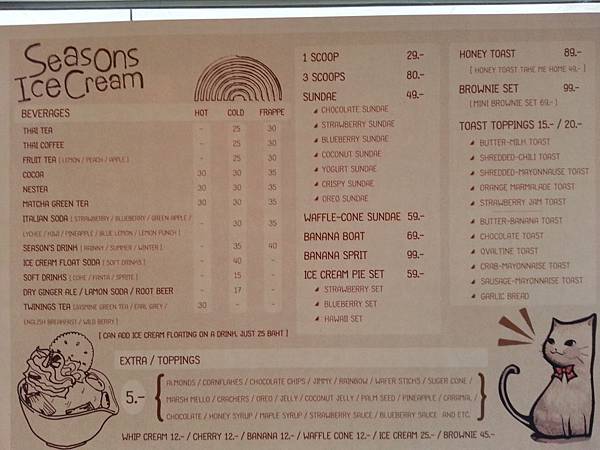 Seasons
Ice Cream
BEVERAGES HOT COLD FRAPPE
THAI TEA - 25 30
THAI COFFEE - 25 30
FRUIT TEA [ LEMON / PEACH / APPLE ] - 25 30
COCOA 30 30 35
NESTEA 30 30 35
MATCHA GREEN TEA 30 30 35
ITALIAN SODA [ STRAWBERRY / BLUEBERRY / GREEN APPLE /
LYCHEE / KIWI / PINEAPPLE / BLUE LEMON / LEMON PUNCH ] - 30 35
SEASON'S DRINKS [ RAINNY / SUMMER / WINTER ] - 35 40
ICE CREAM FLOAT SODA [ SOFT DRINKS ] - 40 -
SOFT DRINKS [ COKE / FANTA / SPRITE ] - 15
DRY GINGER ALE / LAMON SODA / ROOT BEER - 17
TWININGS TEA [JASMINE GREEN TEA / EARL GREY / 30 - -
ENGLISH BREAKFAST / WILD BERRY ]
[ CAN ADD ICE CREAM FLOATING ON A DRINK, JUST 25 BAHT ]
1 SCOOP 29.-
3 SCOOPS 80.-
SUNDAE 49.-
CHOCOLATE SUNDAE
STRAWBERRY SUNDAE
BLUEBERRY SUNDAE
COCONUT SUNDAE
YOGURT SUNDAE
CRISPY SUNDAE
OREO SUNDAE
WAFFLE-CONE SUNDAE 59.-
BANANA BOAT 69.-
BANANA SPRIT 99.-
ICE CREAM PIE SET 59.-
STRAWBERRY SET
BLUEBERRY SET
HAWAII SET
HONEY TOAST 89.-
[ HONEY TOAST TAKE ME HOME 49.- ]
BROWNIE SET 99.-
[ MINI BROWNIE SET 69.- ]
TOAST TOPPINGS 15.- / 20.-
BUTTER-MILK TOAST
SHREDDED-CHILI TOAST
SHREDDED-MAYONNAUSE TOAST
ORANGE MARMALADE TOAST
STRAWBERRY JAM TOAST
BUTTER-BANANA TOAST
CHOCOLATE TOAST
OVALTINE TOAST
CRAB-MAYONNAISE TOAST
SAUSAGE-MAYONNAISE TOAST
GARLIC BREAD
EXTRA / TOPPINGS
5.-
ALMONDS / CORNFLAKES / CHOCOLATE CHIPS / JIMMY / RAINBOW / WAFER STICKS / SUGER CONE /
MARSH MELLO / CRACHERS / OREO / JELLY / COCONUT JELLY / PALM SEED / PINEAPPLE / CARAMAL /
CHOCOLATE / HONEY SYRUP / MAPLE SYRUP / STRAWBERRY SAUCE / BLUEBERRY SAUCE AND ETC.
WHIP CREAM 12.- / CHERRY 12.- / BANANA 12.- / WAFFLE CONE 12.- / ICE CREAM 25.- / BROWNIE 45.-